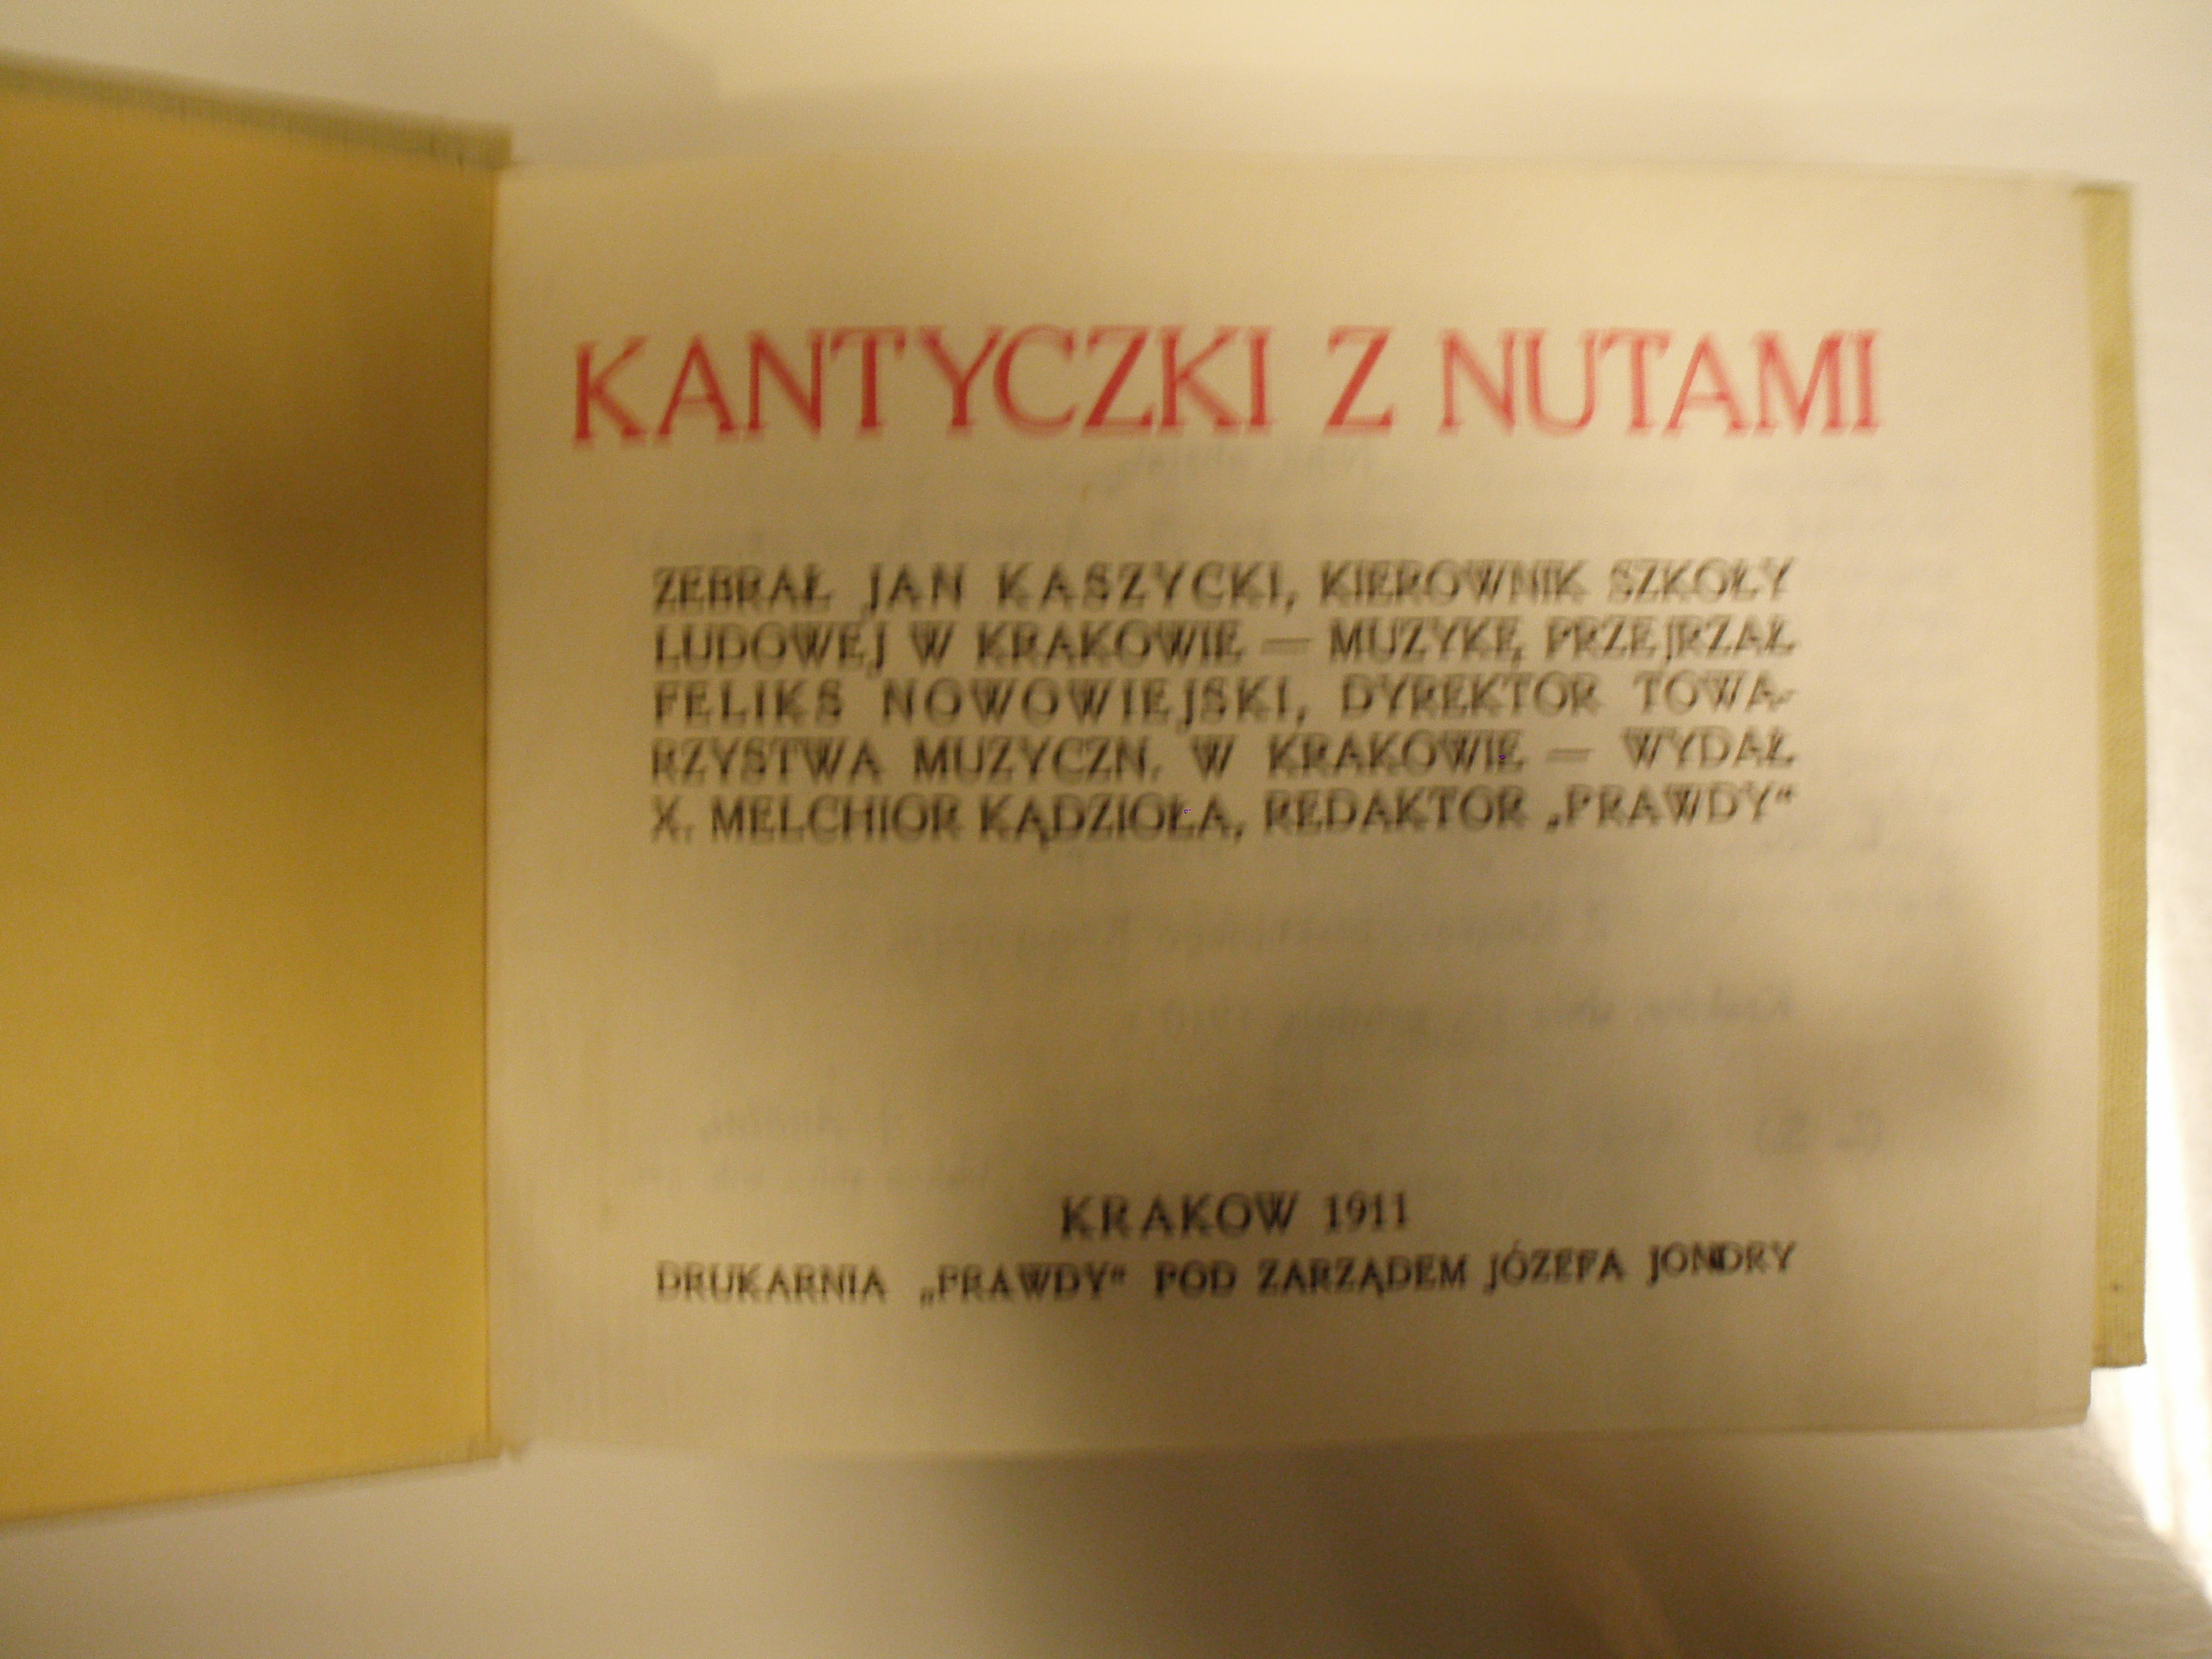 KANTYCZKI Z NUTAMI
ZEBRAŁ JAN KASZYCKI, KIEROWNIK SZKOŁY
LUDOWEJ W KRAKOWIE — MUZYKĘ PRZEJRZAŁ
FELIKS NOWOWIEJSKI, DYREKTOR TOWA-
RZYSTWA MUZYCZN. W KRAKOWIE — WYDAŁ
X. MELCHIOR KĄDZIOŁA, REDAKTOR „PRAWDY“
KRAKOW 1911
DRUKARNIA „PRAWDY“ POD ZARZĄDEM JÓZEFA JONDRY